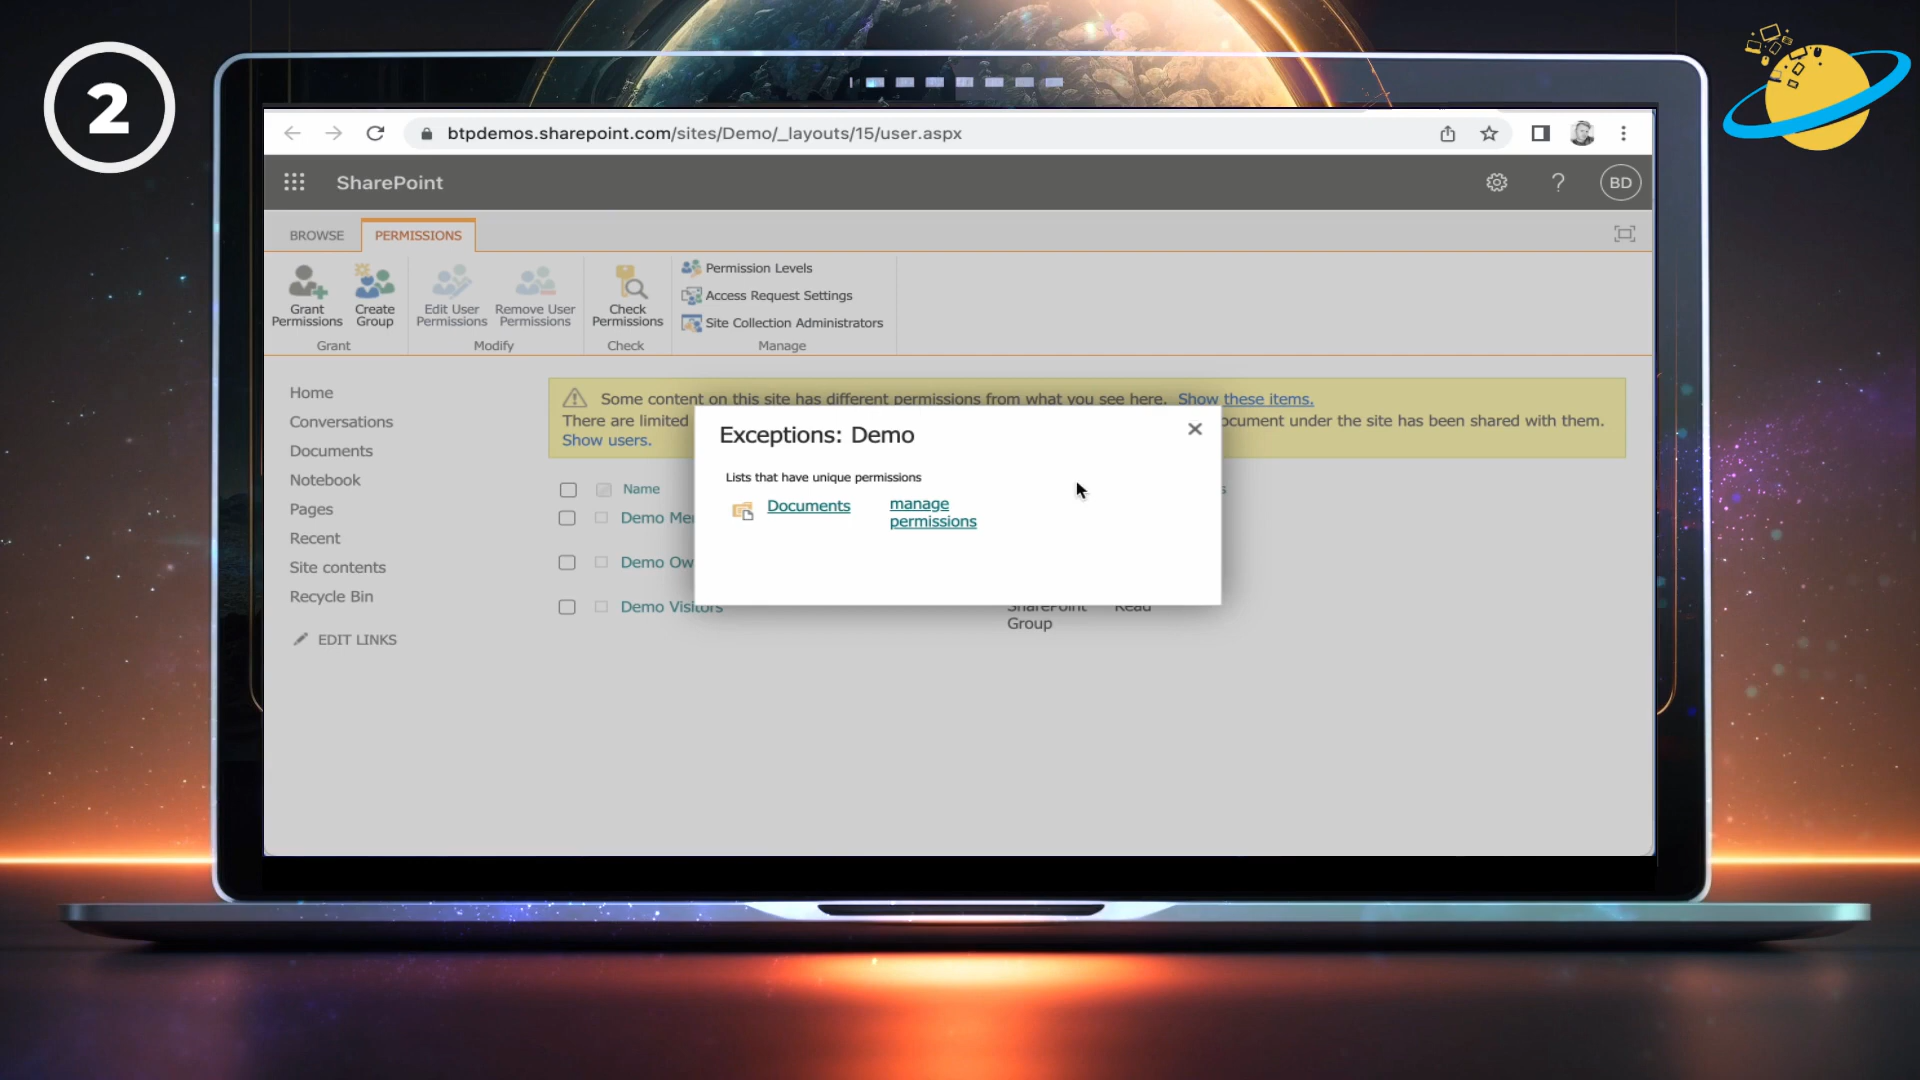 2
btpdemos.sharepoint.com/sites/Demo/_layouts/15/user.aspx
SharePoint
?
BD
BROWSE
PERMISSIONS
Grant Permissions
Create Group
Edit User Permissions
Remove User Permissions
Check Permissions
Permission Levels
Access Request Settings
Site Collection Administrators
Grant
Modify
Check
Manage
Home
Conversations
Documents
Notebook
Pages
Recent
Site contents
Recycle Bin
EDIT LINKS
Some content on this site has different permissions from what you see here. Show these items.
There are limited
under the site has been shared with them.
Show users.
Name
Demo
Demo
Demo Visitors
SharePoint
Group
Read
Exceptions: Demo
Lists that have unique permissions
Documents
manage
permissions